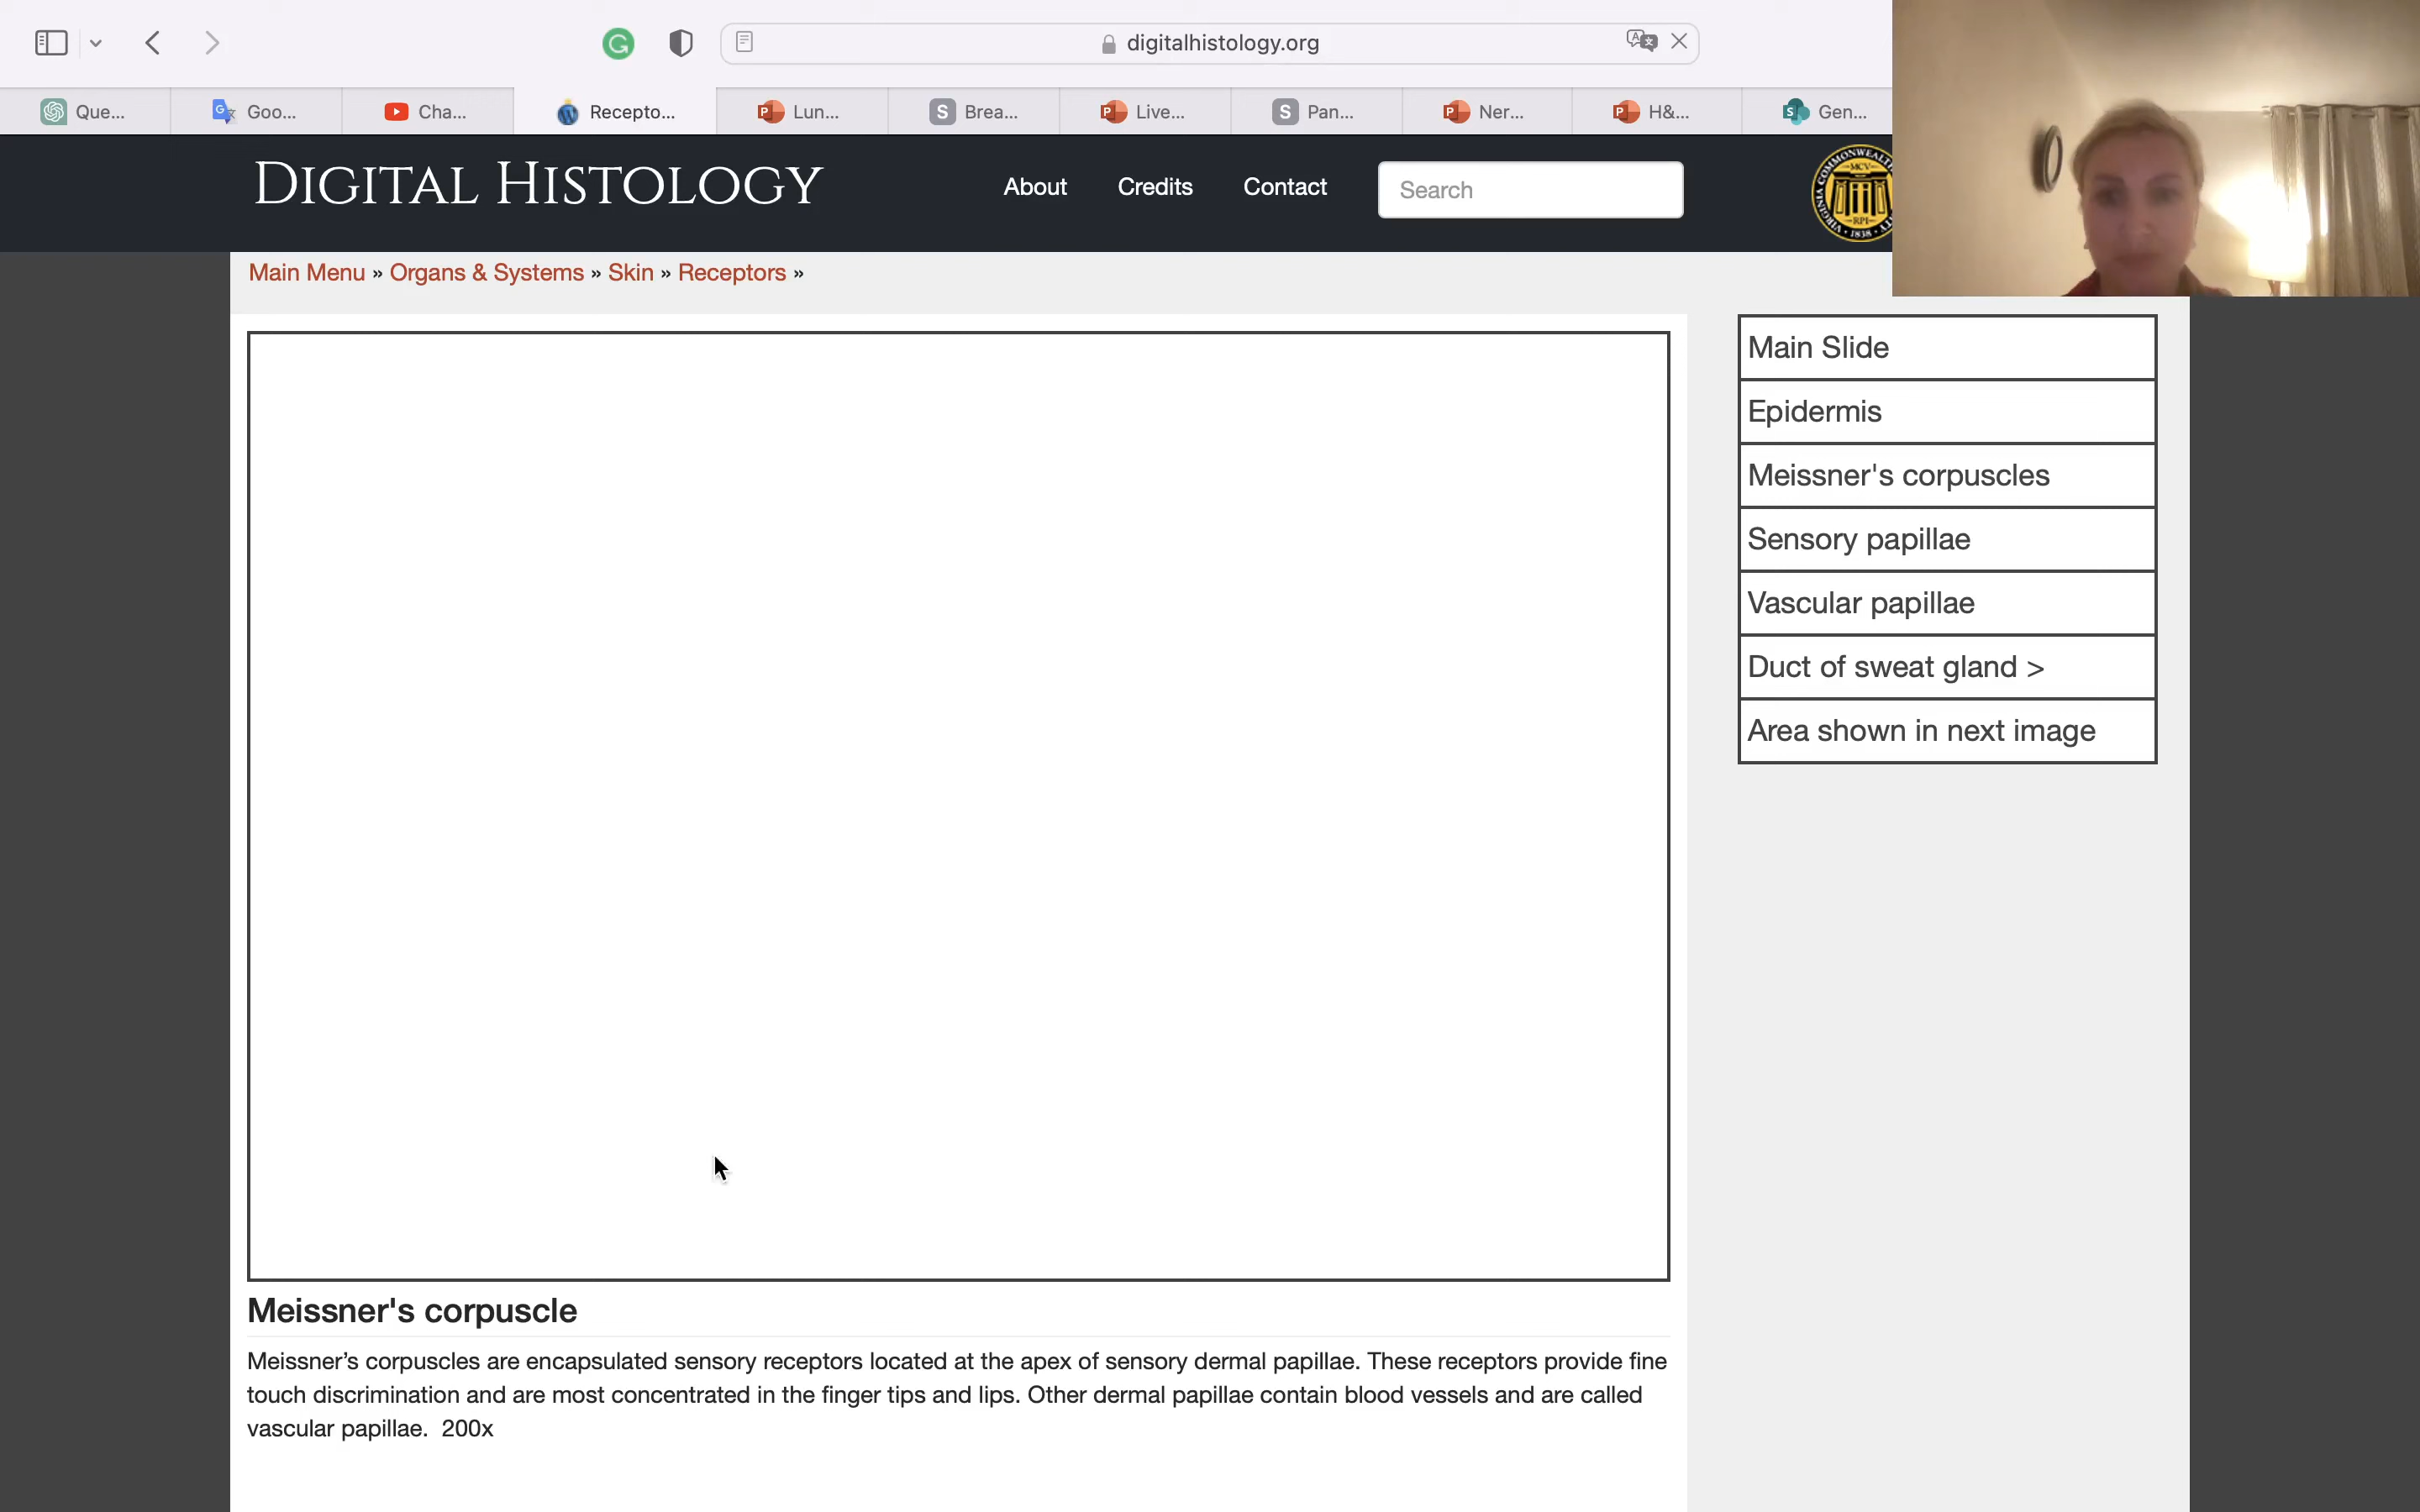 digitalhistology.org
Que...
Goo...
Cha...
Recepto...
Lun...
Brea...
Live...
Pan...
Ner...
H&...
Gen...
DIGITAL HISTOLOGY
About
Credits
Contact
Search
Main Menu » Organs & Systems » Skin » Receptors »
Main Slide
Epidermis
Meissner's corpuscles
Sensory papillae
Vascular papillae
Duct of sweat gland >
Area shown in next image
Meissner's corpuscle
Meissner’s corpuscles are encapsulated sensory receptors located at the apex of sensory dermal papillae. These receptors provide fine
touch discrimination and are most concentrated in the finger tips and lips. Other dermal papillae contain blood vessels and are called
vascular papillae.  200x